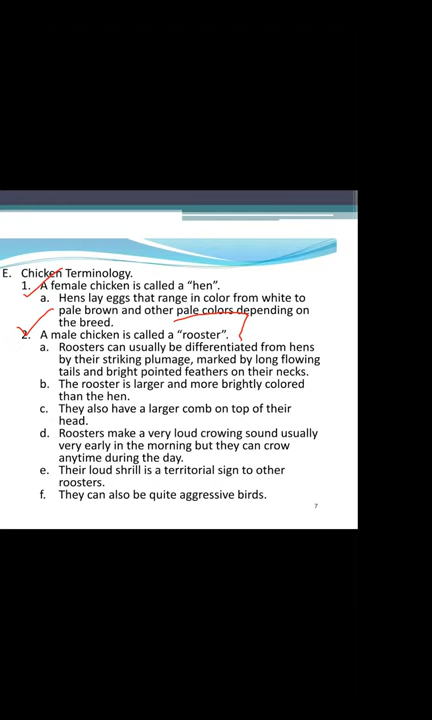 E. Chicken Terminology.
1. A female chicken is called a “hen”.
a. Hens lay eggs that range in color from white to
pale brown and other pale colors depending on
the breed.
2. A male chicken is called a “rooster”.
a. Roosters can usually be differentiated from hens
by their striking plumage, marked by long flowing
tails and bright pointed feathers on their necks.
b. The rooster is larger and more brightly colored
than the hen.
c. They also have a larger comb on top of their
head.
d. Roosters make a very loud crowing sound usually
very early in the morning but they can crow
anytime during the day.
e. Their loud shrill is a territorial sign to other
roosters.
f. They can also be quite aggressive birds.
7